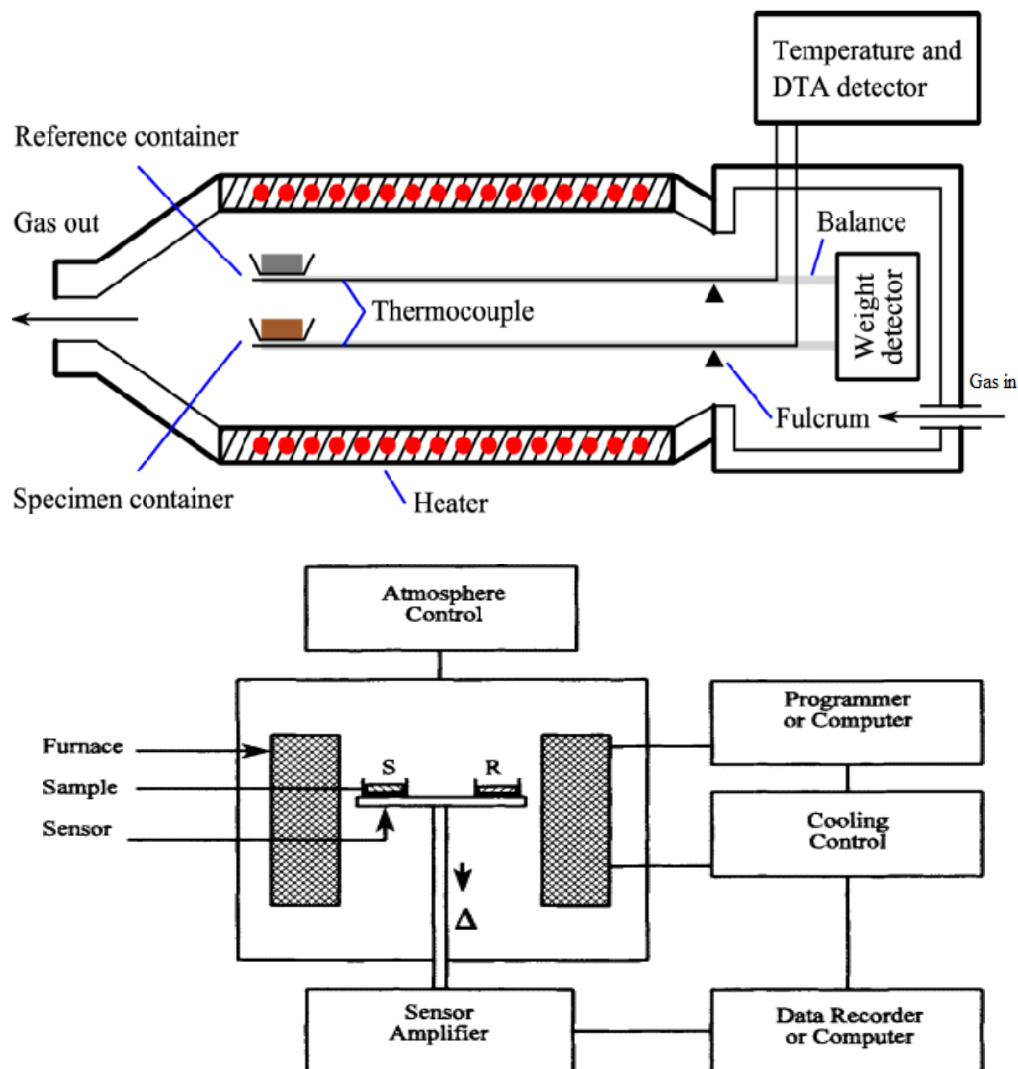 Temperature and
DTA detector
Reference container
Gas out
Balance
Thermocouple
Weight
detector
Gas in
Fulcrum
Specimen container
Heater
Atmosphere
Control
Programmer
or Computer
Furnace
S
R
Sample
Sensor
Cooling
Control
Δ
Sensor
Amplifier
Data Recorder
or Computer